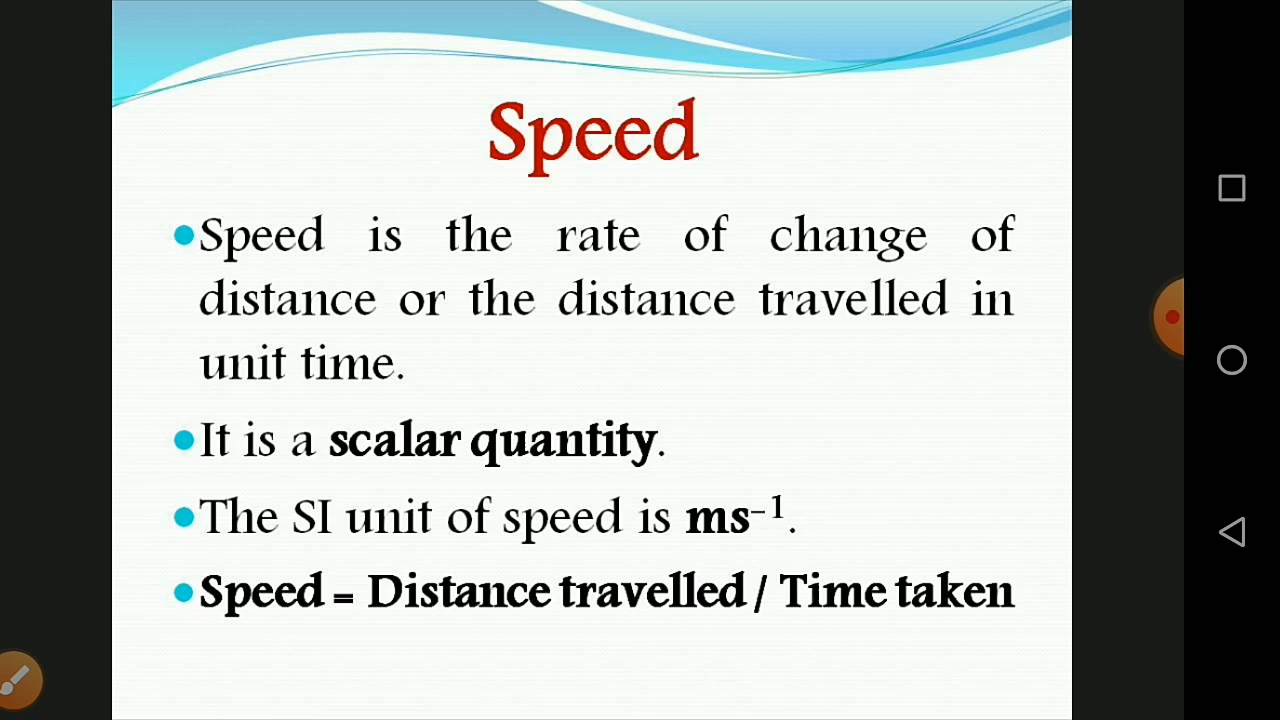 Speed
•Speed is the rate of change of
distance or the distance travelled in
unit time.
•It is a scalar quantity.
•The SI unit of speed is ms⁻¹.
•Speed = Distance travelled / Time taken